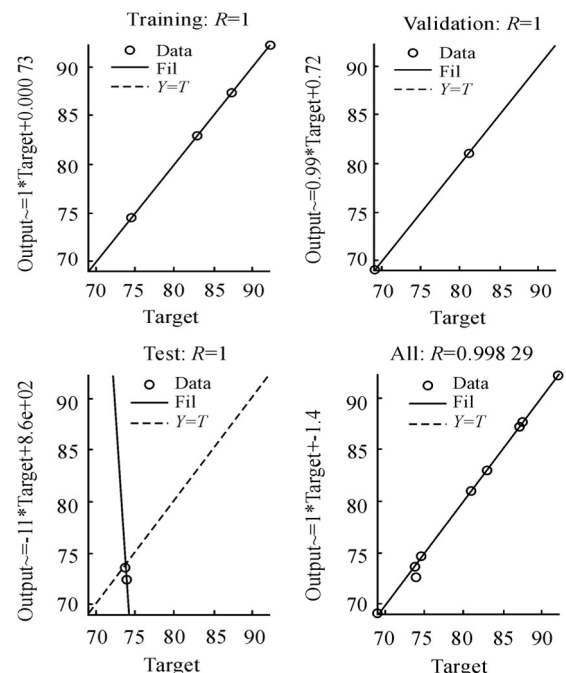 Training: R=1
Output~=1*Target+0.000 73
90
85
80
75
70
Data
Fil
Y=T
70 75 80 85 90
Target
Validation: R=1
Output~=0.99*Target+0.72
90
85
80
75
70
Data
Fil
Y=T
70 75 80 85 90
Target
Test: R=1
Output~=-11*Target+8.6e+02
90
85
80
75
70
Data
Fil
Y=T
70 75 80 85 90
Target
All: R=0.998 29
Output~=1*Target+-1.4
90
85
80
75
70
Data
Fil
Y=T
70 75 80 85 90
Target